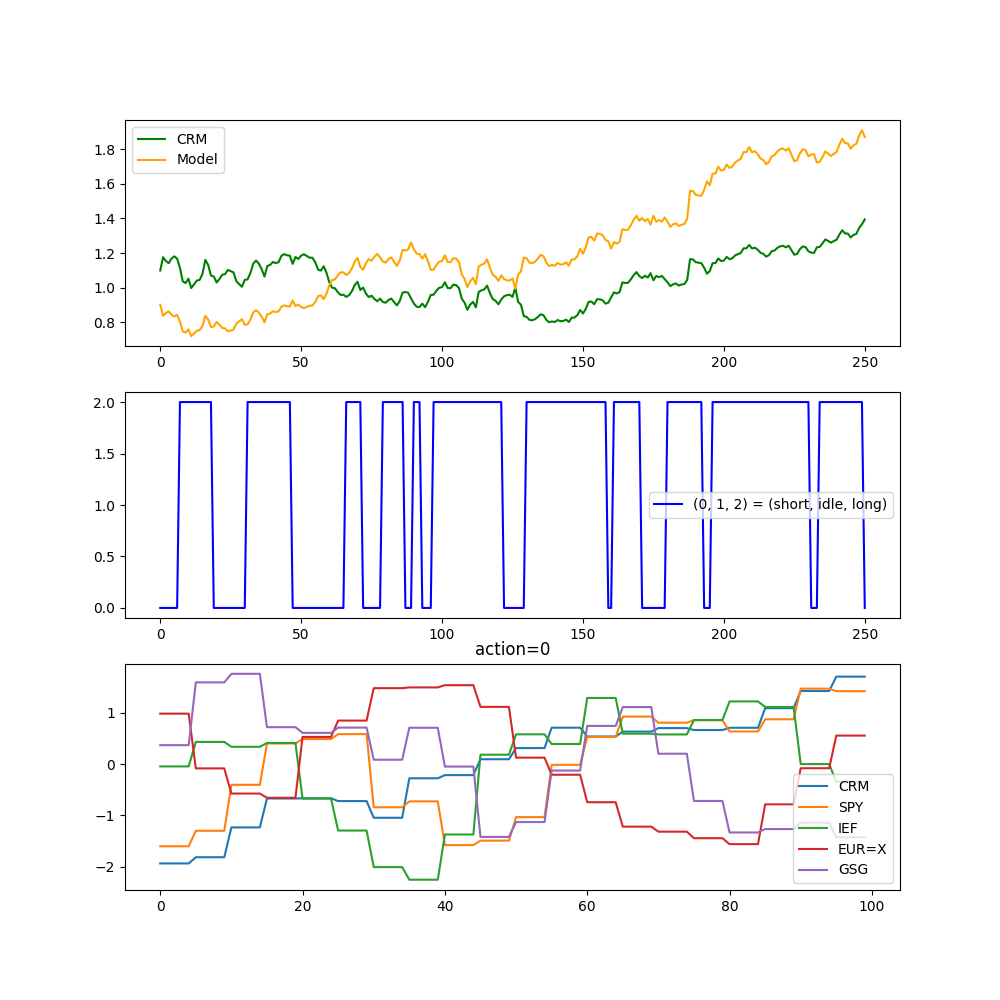 CRM
Model
1.8
1.6
1.4
1.2
1.0
0.8
0 50 100 150 200 250
2.0
1.5
1.0
0.5
0.0
(0, 1, 2) = (short, idle, long)
0 50 100 150 200 250
action=0
1
0
−1
−2
CRM
SPY
IEF
EUR=X
GSG
0 20 40 60 80 100